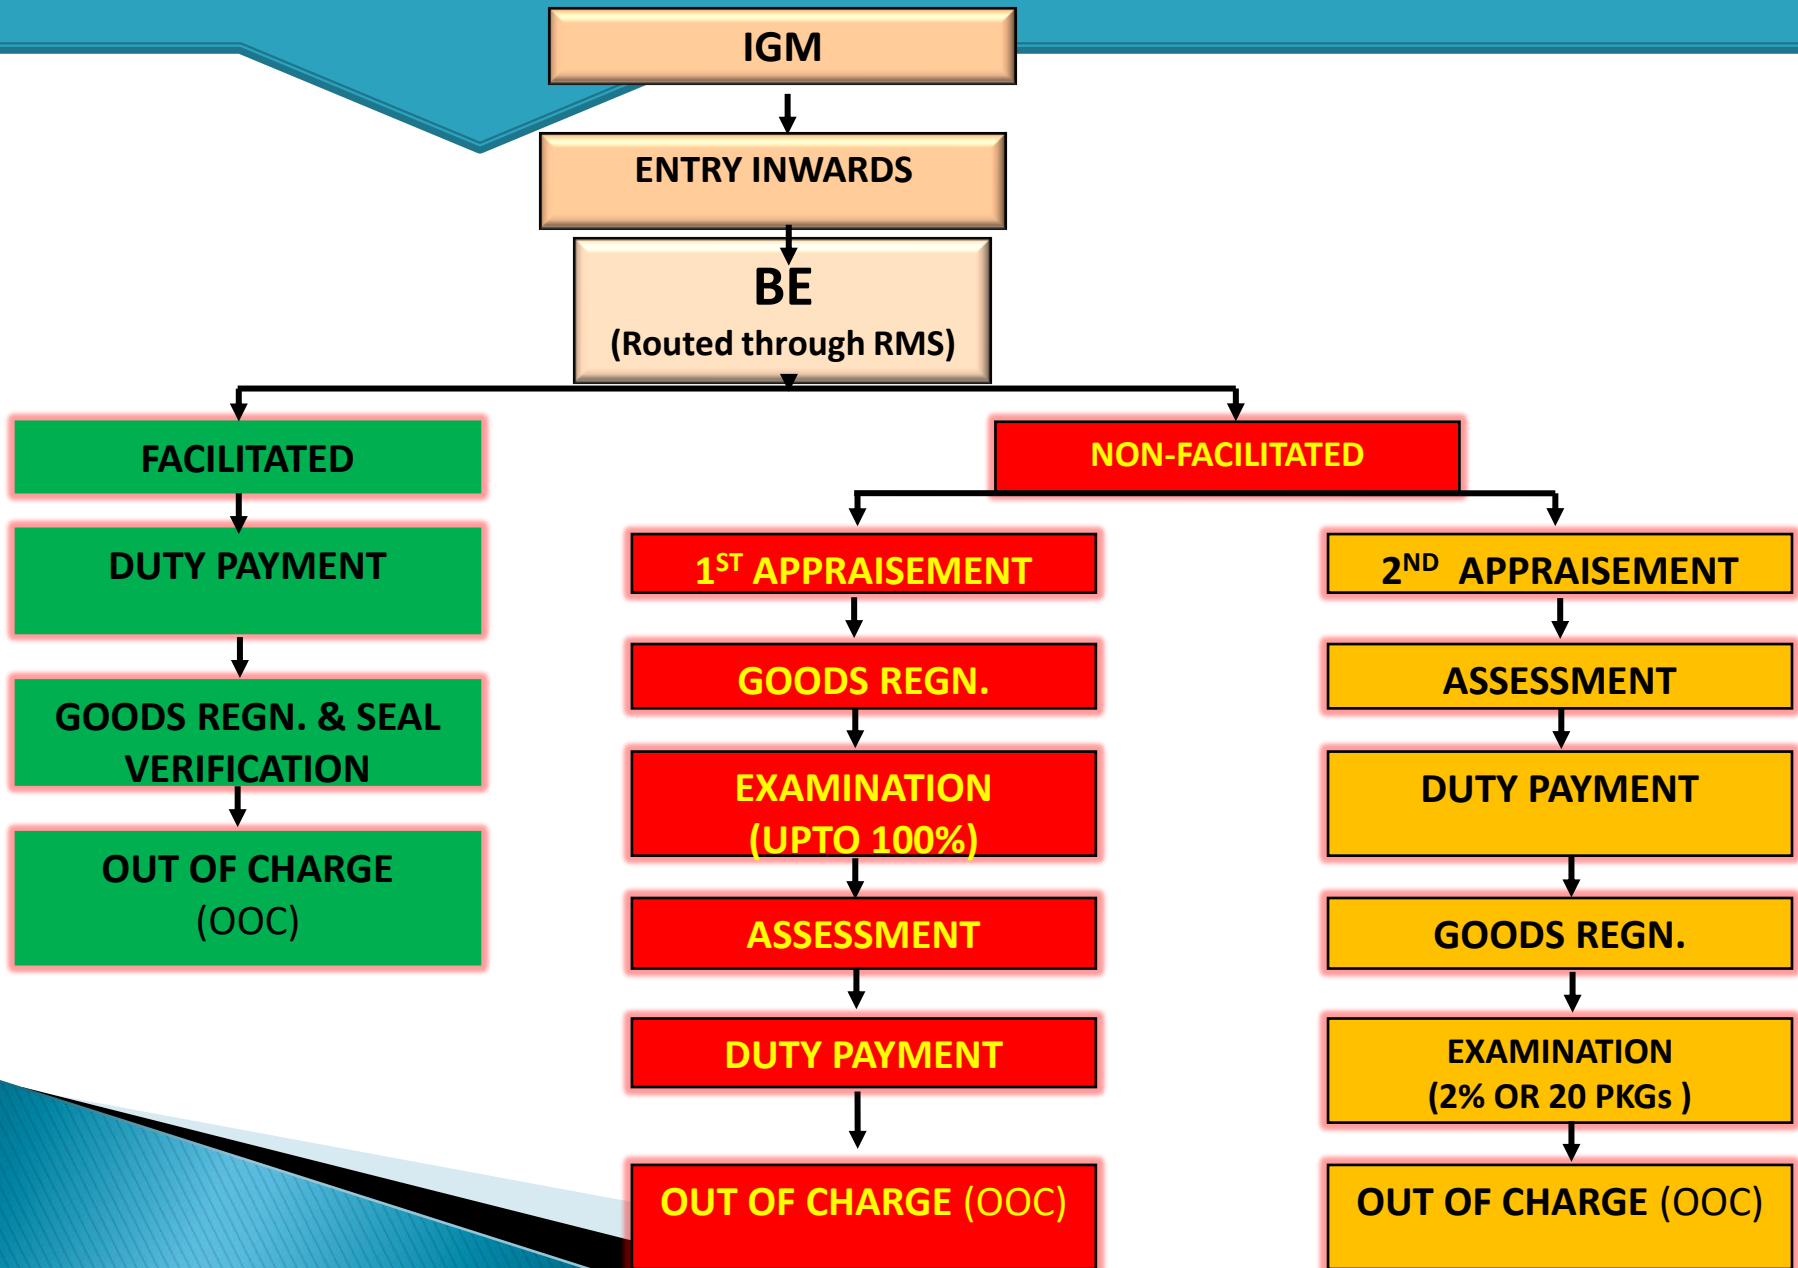 IGM
ENTRY INWARDS
BE
(Routed through RMS)
FACILITATED
DUTY PAYMENT
GOODS REGN. & SEAL
VERIFICATION
OUT OF CHARGE
(OOC)
NON-FACILITATED
1ST APPRAISEMENT
GOODS REGN.
EXAMINATION
(UPTO 100%)
ASSESSMENT
DUTY PAYMENT
OUT OF CHARGE (OOC)
2ND APPRAISEMENT
ASSESSMENT
DUTY PAYMENT
GOODS REGN.
EXAMINATION
(2% OR 20 PKGs )
OUT OF CHARGE (OOC)